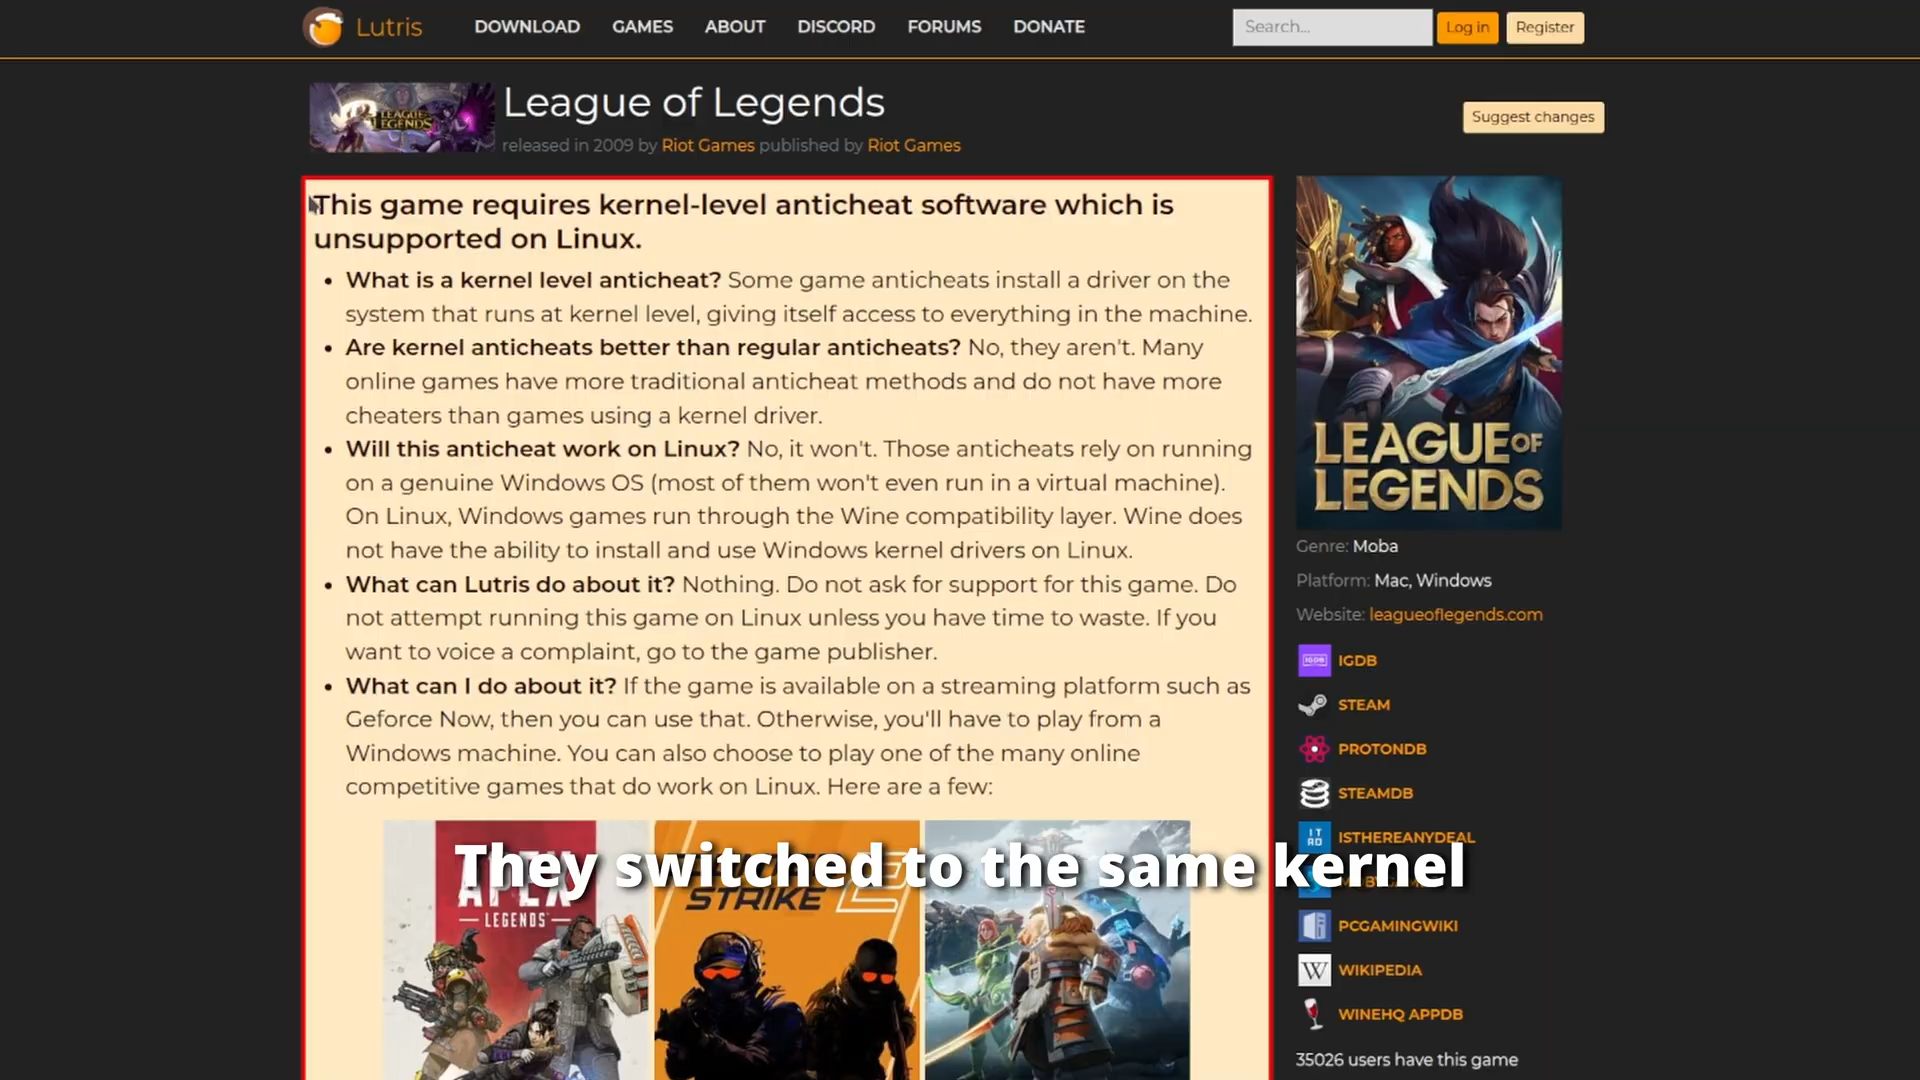 Lutris
DOWNLOAD GAMES ABOUT DISCORD FORUMS DONATE
Search...
Log in
Register
LEAGUE OF
LEGENDS
League of Legends
released in 2009 by Riot Games published by Riot Games
Suggest changes
This game requires kernel-level anticheat software which is
unsupported on Linux.
• What is a kernel level anticheat? Some game anticheats install a driver on the
system that runs at kernel level, giving itself access to everything in the machine.
• Are kernel anticheats better than regular anticheats? No, they aren't. Many
online games have more traditional anticheat methods and do not have more
cheaters than games using a kernel driver.
• Will this anticheat work on Linux? No, it won't. Those anticheats rely on running
on a genuine Windows OS (most of them won't even run in a virtual machine).
On Linux, Windows games run through the Wine compatibility layer. Wine does
not have the ability to install and use Windows kernel drivers on Linux.
• What can Lutris do about it? Nothing. Do not ask for support for this game. Do
not attempt running this game on Linux unless you have time to waste. If you
want to voice a complaint, go to the game publisher.
• What can I do about it? If the game is available on a streaming platform such as
Geforce Now, then you can use that. Otherwise, you'll have to play from a
Windows machine. You can also choose to play one of the many online
competitive games that do work on Linux. Here are a few:
APEX
LEGENDS
STRIKE 2
They switched to the same kernel
LEAGUE OF
LEGENDS
Genre: Moba
Platform: Mac, Windows
Website: leagueoflegends.com
IGDB
IGDB
STEAM
PROTONDB
STEAMDB
IT
AD
ISTHEREANYDEAL
PCGAMINGWIKI
W
WIKIPEDIA
WINEHQ APPDB
35026 users have this game